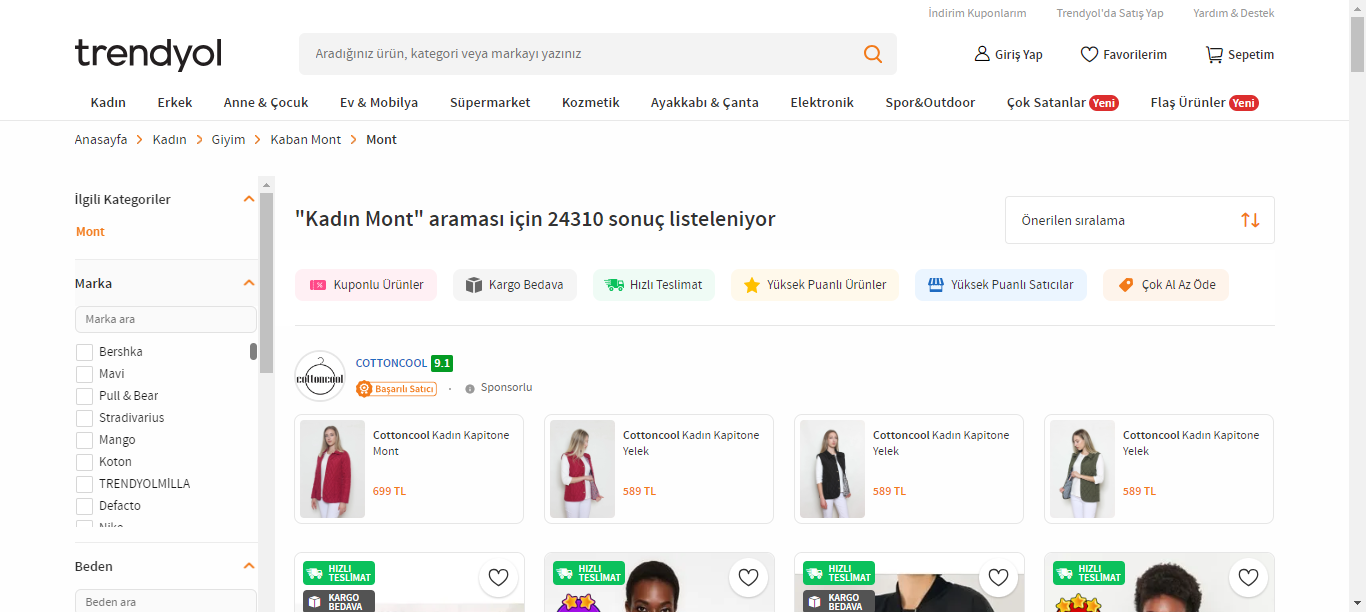 İndirim Kuponlarım Trendyol'da Satış Yap Yardım & Destek
trendyol
Aradığınız ürün, kategori veya markayı yazınız
Giriş Yap Favorilerim Sepetim
Kadın Erkek Anne & Çocuk Ev & Mobilya Süpermarket Kozmetik Ayakkabı & Çanta Elektronik Spor&Outdoor Çok Satanlar Yeni Flaş Ürünler Yeni
Anasayfa > Kadın > Giyim > Kaban Mont > Mont
İlgili Kategoriler
Mont
Marka
Marka ara
Bershka
Mavi
Pull & Bear
Stradivarius
Mango
Koton
TRENDYOLMİLLA
Defacto
Nike
Beden
Beden ara
"Kadın Mont" araması için 24310 sonuç listeleniyor
Önerilen sıralama
Kuponlu Ürünler Kargo Bedava Hızlı Teslimat Yüksek Puanlı Ürünler Yüksek Puanlı Satıcılar Çok Al Az Öde
cottoncool
COTTONCOOL 9.1
Başarılı Satıcı · Sponsorlu
Cottoncool Kadın Kapitone
Mont
699 TL
Cottoncool Kadın Kapitone
Yelek
589 TL
Cottoncool Kadın Kapitone
Yelek
589 TL
Cottoncool Kadın Kapitone
Yelek
589 TL
HIZLI
TESLİMAT
KARGO
BEDAVA
HIZLI
TESLİMAT
HIZLI
TESLİMAT
KARGO
BEDAVA
HIZLI
TESLİMAT